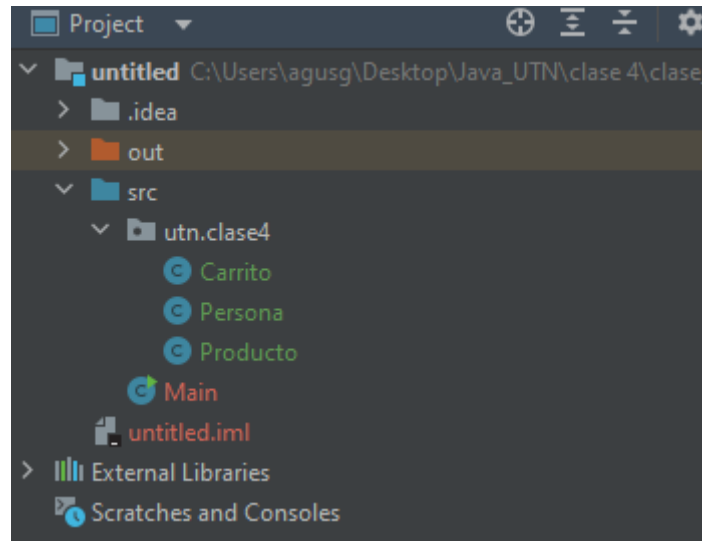 Project
untitled C:\Users\agusg\Desktop\Java_UTN\clase 4\clase_
.idea
out
src
utn.clase4
Carrito
Persona
Producto
Main
untitled.iml
External Libraries
Scratches and Consoles